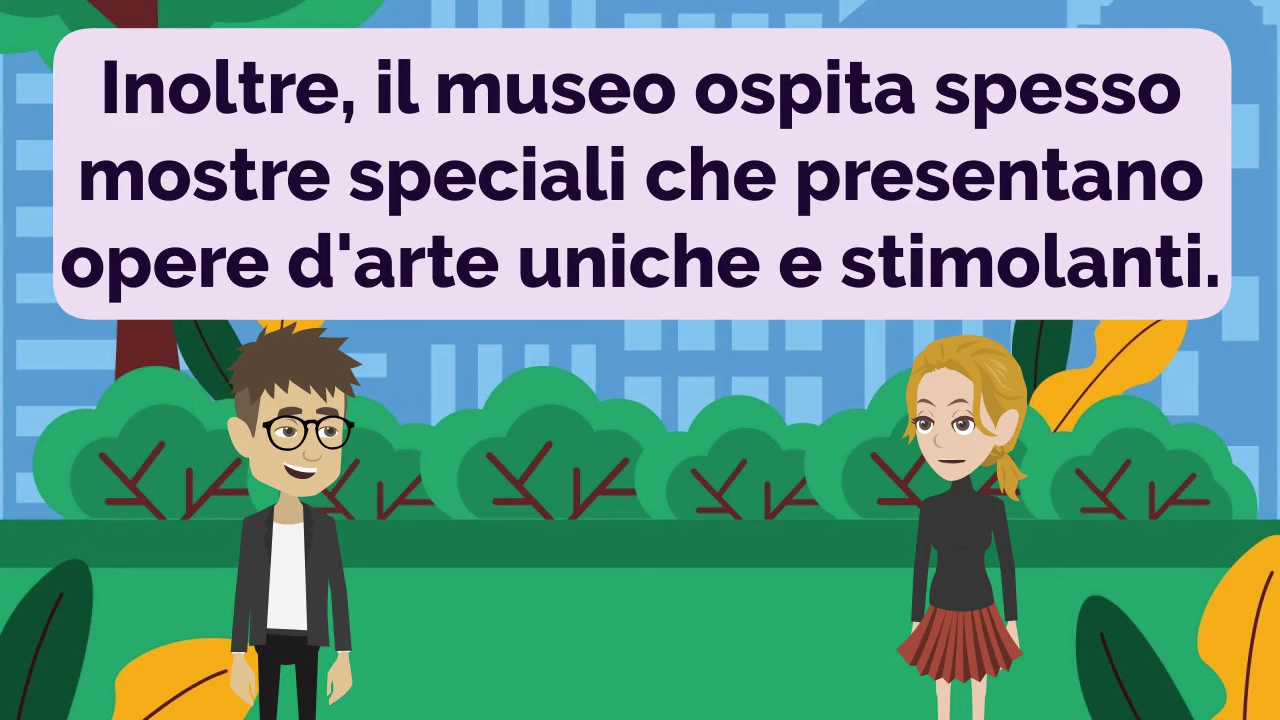 Inoltre, il museo ospita spesso
mostre speciali che presentano
opere d'arte uniche e stimolanti.